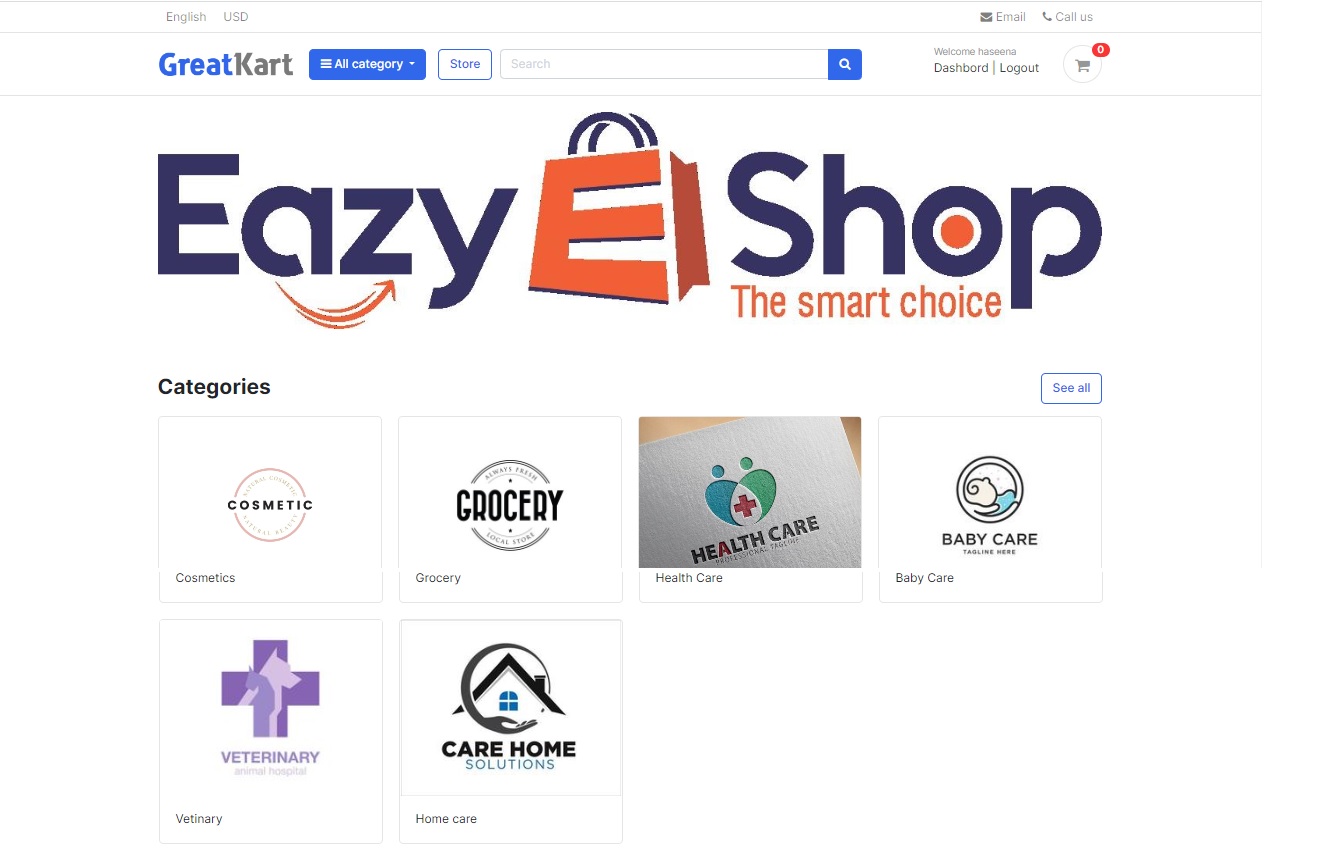 English USD Email Call us
GreatKart All category Store Search Welcome haseena
Dashbord | Logout 0
Eazy E Shop
The smart choice
Categories See all
NATURAL COSMETIC
COSMETIC
NATURAL BEAUTY
ALWAYS FRESH
GROCERY
LOCAL STORE
HEALTH CARE
PROFESSIONAL TAGLINE
BABY CARE
TAGLINE HERE
Cosmetics Grocery Health Care Baby Care
VETERINARY
animal hospital
CARE HOME
SOLUTIONS
Vetinary Home care